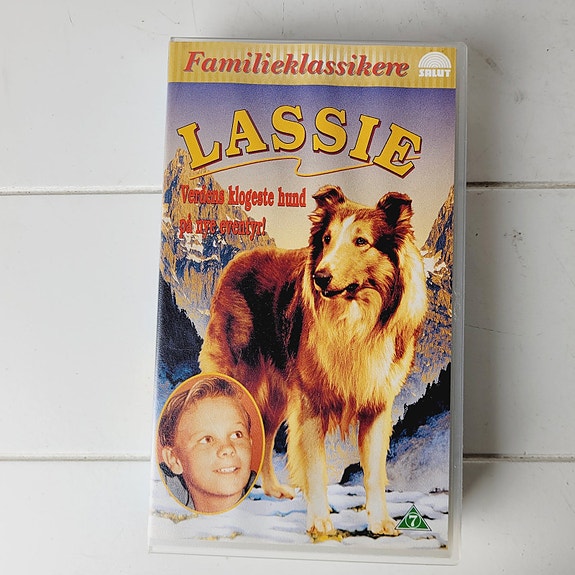 Familieklassikere
SALUT
LASSIE
Verdens klogeste hund
på nye eventyr!
7